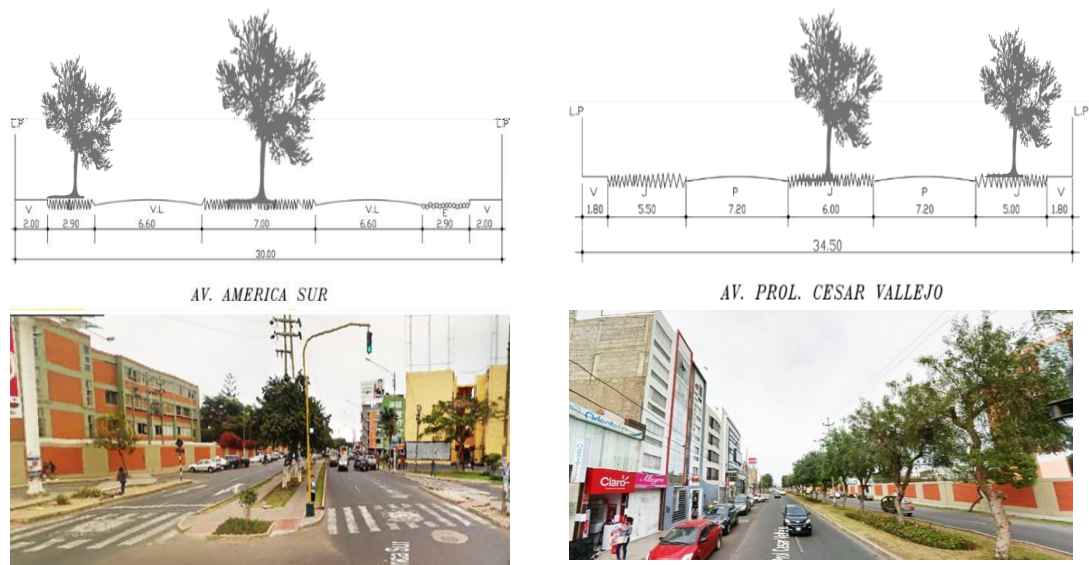 L.P
L.P
V
V.L
V.L
E
V
2.00
2.90
6.60
7.00
6.60
2.90
2.00
30.00
AV. AMERICA SUR
L.P
L.P
V
J
P
J
P
J
V
1.80
5.50
7.20
6.00
7.20
5.00
1.80
34.50
AV. PROL. CESAR VALLEJO
Claro
Allegra